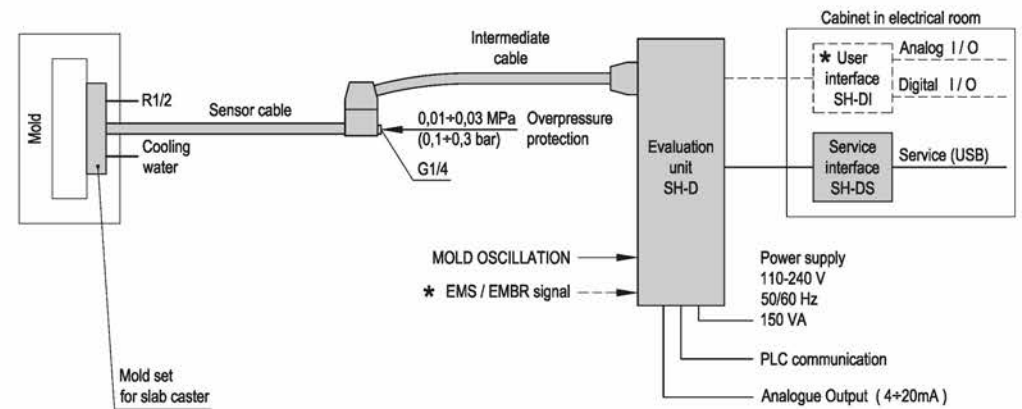 Cabinet in electrical room
Mold
R1/2
Sensor cable
Cooling
water
Intermediate
cable
0,01÷0,03 MPa
(0,1÷0,3 bar)
Overpressure
protection
G1/4
Evaluation
unit
SH-D
* User
interface
SH-DI
Analog I / O
Digital I / O
Service
interface
SH-DS
Service (USB)
MOLD OSCILLATION
* EMS / EMBR signal
Power supply
110-240 V
50/60 Hz
150 VA
PLC communication
Analogue Output ( 4÷20mA )
Mold set
for slab caster